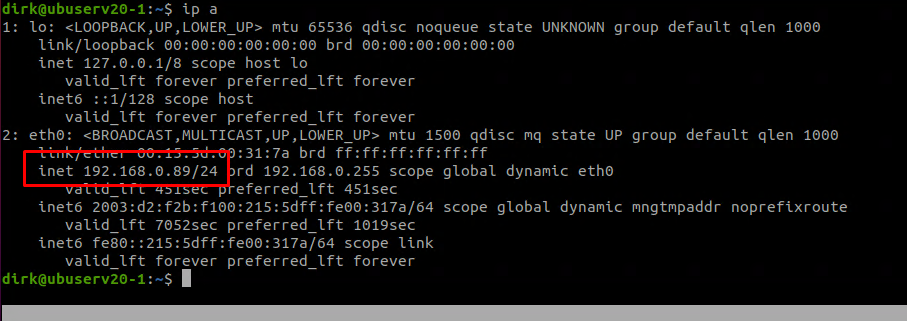 dirk@ubuserv20-1:~$ ip a
1: lo: <LOOPBACK,UP,LOWER_UP> mtu 65536 qdisc noqueue state UNKNOWN group default qlen 1000
link/loopback 00:00:00:00:00:00 brd 00:00:00:00:00:00
inet 127.0.0.1/8 scope host lo
valid_lft forever preferred_lft forever
inet6 ::1/128 scope host
valid_lft forever preferred_lft forever
2: eth0: <BROADCAST,MULTICAST,UP,LOWER_UP> mtu 1500 qdisc mq state UP group default qlen 1000
link/ether 00:15:5d:00:31:7a brd ff:ff:ff:ff:ff:ff
inet 192.168.0.89/24 brd 192.168.0.255 scope global dynamic eth0
valid_lft 451sec preferred_lft 451sec
inet6 2003:d2:f2b:f100:215:5dff:fe00:317a/64 scope global dynamic mngtmpaddr noprefixroute
valid_lft 7052sec preferred_lft 1019sec
inet6 fe80::215:5dff:fe00:317a/64 scope link
valid_lft forever preferred_lft forever
dirk@ubuserv20-1:~$